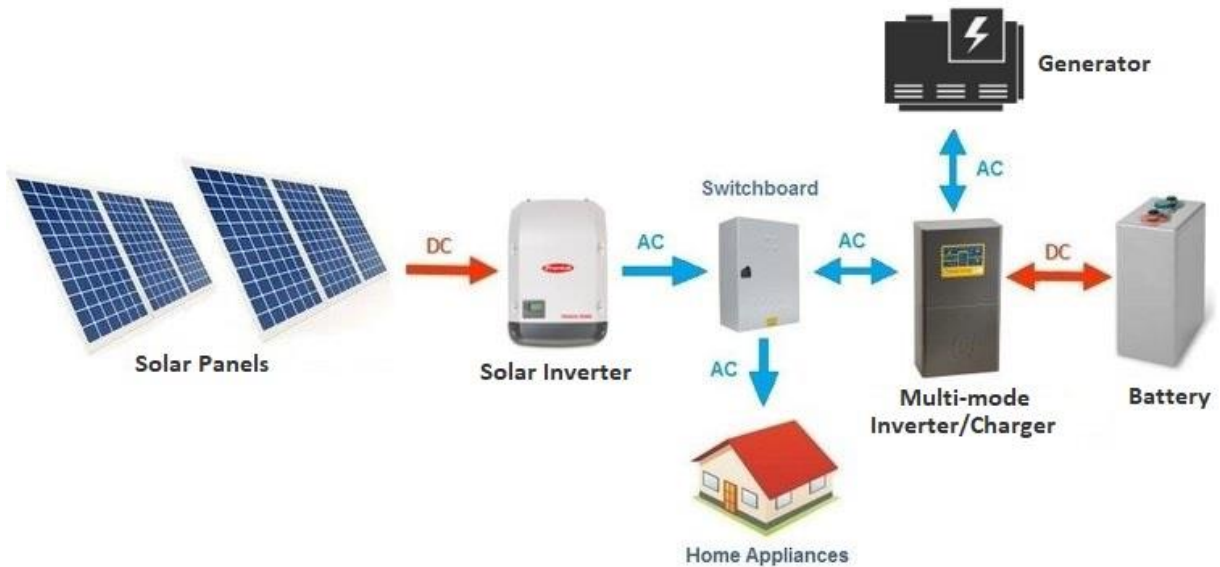 Generator
AC
Switchboard
DC
AC
AC
DC
Solar Panels
Solar Inverter
AC
Multi-mode
Inverter/Charger
Battery
Home Appliances